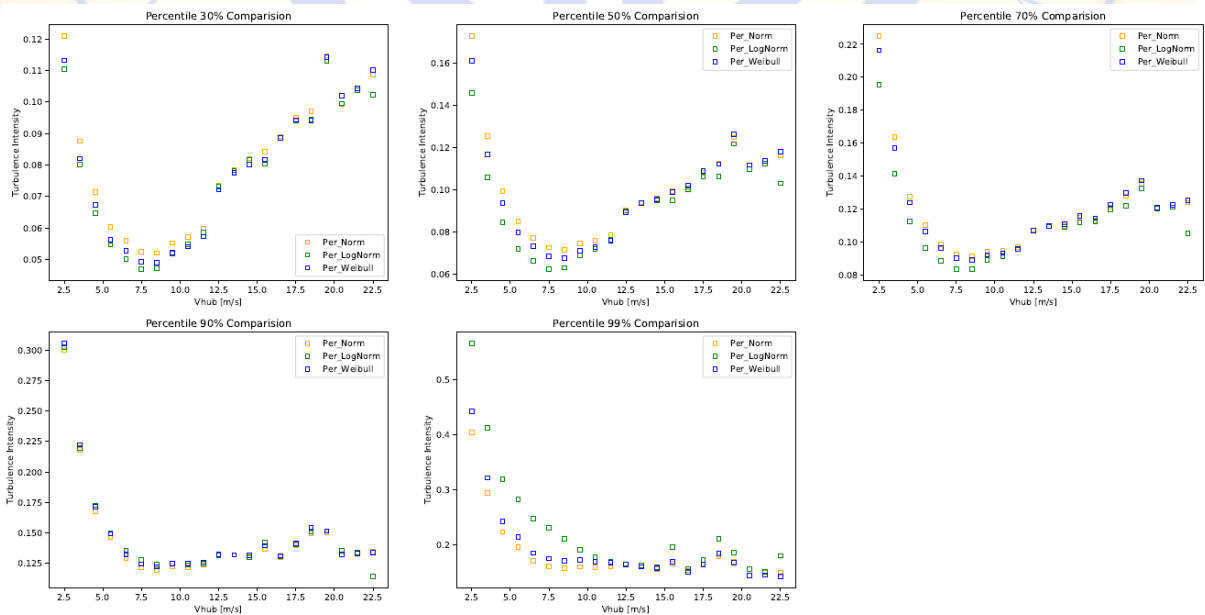 Percentile 30% Comparision
0.12
0.11
0.10
0.09
0.08
0.07
0.06
0.05
Turbulence Intensity
Per_Norm
Per_LogNorm
Per_Weibull
2.5 5.0 7.5 10.0 12.5 15.0 17.5 20.0 22.5
Vhub [m/s]
Percentile 50% Comparision
0.16
0.14
0.12
0.10
0.08
0.06
Turbulence Intensity
Per_Norm
Per_LogNorm
Per_Weibull
2.5 5.0 7.5 10.0 12.5 15.0 17.5 20.0 22.5
Vhub [m/s]
Percentile 70% Comparision
0.22
0.20
0.18
0.16
0.14
0.12
0.10
0.08
Turbulence Intensity
Per_Norm
Per_LogNorm
Per_Weibull
2.5 5.0 7.5 10.0 12.5 15.0 17.5 20.0 22.5
Vhub [m/s]
Percentile 90% Comparision
0.300
0.275
0.250
0.225
0.200
0.175
0.150
0.125
Turbulence Intensity
Per_Norm
Per_LogNorm
Per_Weibull
2.5 5.0 7.5 10.0 12.5 15.0 17.5 20.0 22.5
Vhub [m/s]
Percentile 99% Comparision
0.5
0.4
0.3
0.2
Turbulence Intensity
Per_Norm
Per_LogNorm
Per_Weibull
2.5 5.0 7.5 10.0 12.5 15.0 17.5 20.0 22.5
Vhub [m/s]